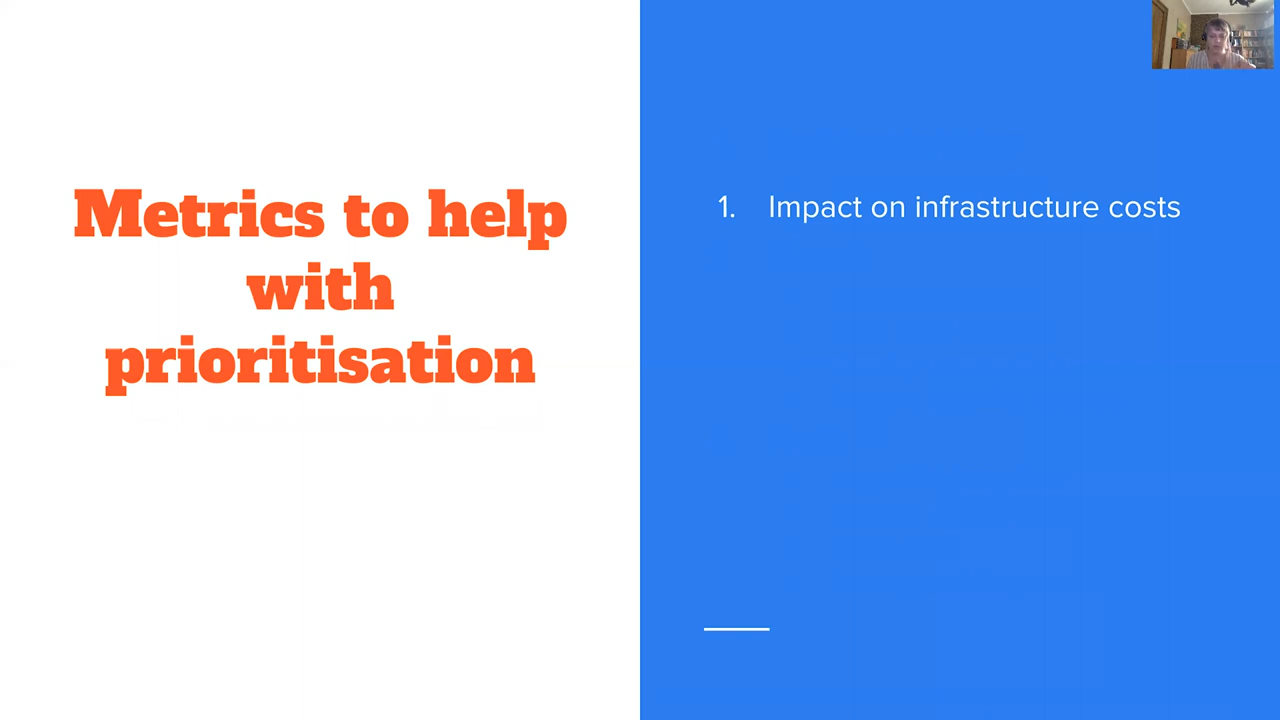 Metrics to help
with
prioritisation
1. Impact on infrastructure costs